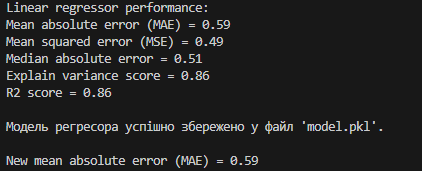 Linear regressor performance:
Mean absolute error (MAE) = 0.59
Mean squared error (MSE) = 0.49
Median absolute error = 0.51
Explain variance score = 0.86
R2 score = 0.86
Модель регресора успішно збережено у файл 'model.pkl'.
New mean absolute error (MAE) = 0.59